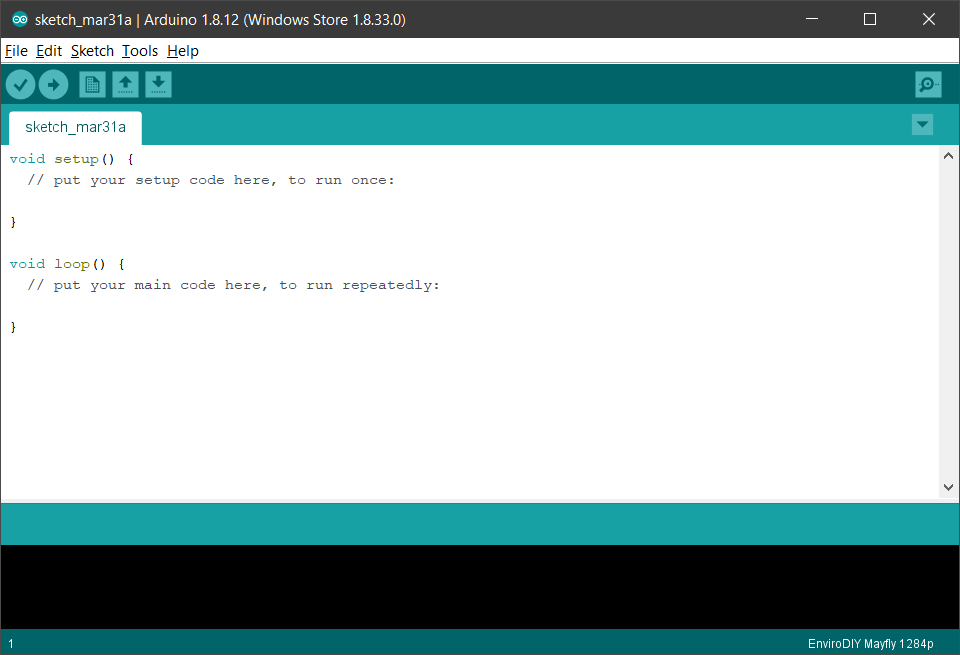 sketch_mar31a | Arduino 1.8.12 (Windows Store 1.8.33.0)
File Edit Sketch Tools Help
sketch_mar31a
void setup() {
  // put your setup code here, to run once:
}
void loop() {
  // put your main code here, to run repeatedly:
}
1
EnviroDIY Mayfly 1284p